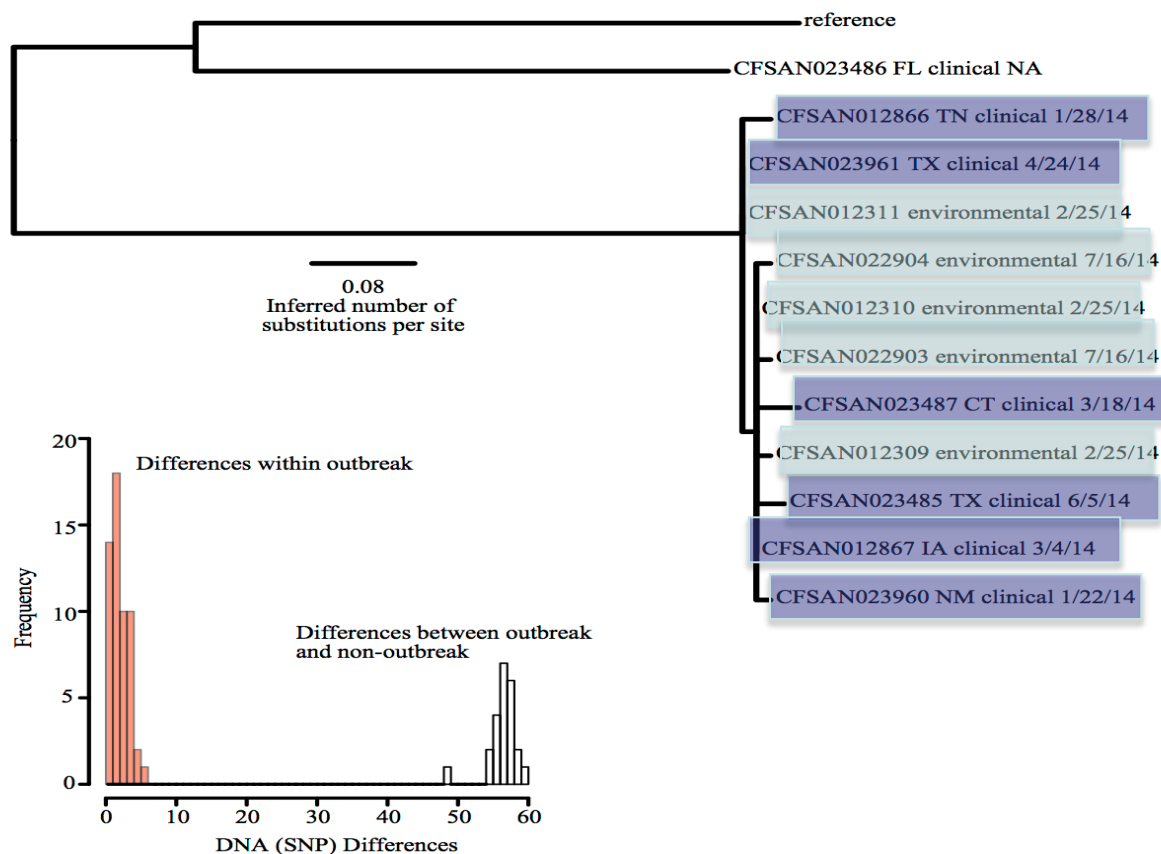 reference
CFSAN023486 FL clinical NA
CFSAN012866 TN clinical 1/28/14
CFSAN023961 TX clinical 4/24/14
CFSAN012311 environmental 2/25/14
CFSAN022904 environmental 7/16/14
0.08
Inferred number of
substitutions per site
CFSAN012310 environmental 2/25/14
CFSAN022903 environmental 7/16/14
CFSAN023487 CT clinical 3/18/14
CFSAN012309 environmental 2/25/14
CFSAN023485 TX clinical 6/5/14
CFSAN012867 IA clinical 3/4/14
CFSAN023960 NM clinical 1/22/14
20
15
10
5
0
Frequency
Differences within outbreak
Differences between outbreak
and non-outbreak
0 10 20 30 40 50 60
DNA (SNP) Differences